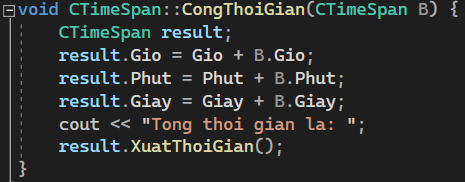 void CTimeSpan::CongThoiGian(CTimeSpan B) {
CTimeSpan result;
result.Gio = Gio + B.Gio;
result.Phut = Phut + B.Phut;
result.Giay = Giay + B.Giay;
cout << "Tong thoi gian la: ";
result.XuatThoiGian();
}